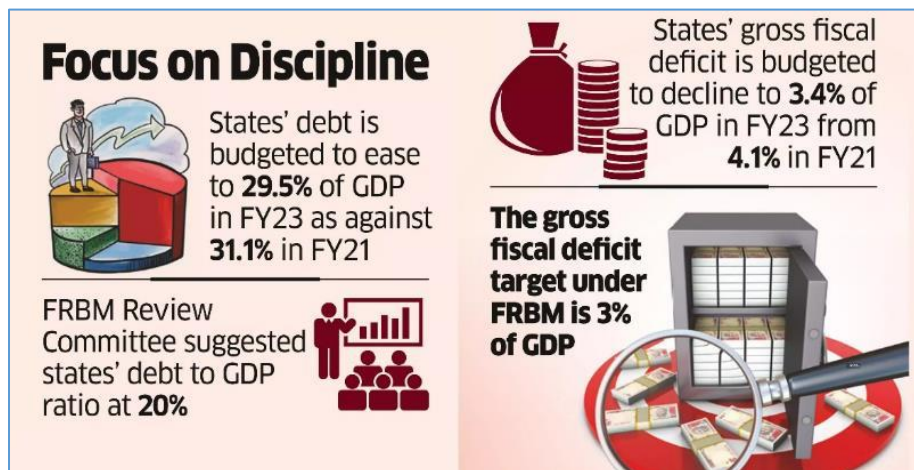 Focus on Discipline
States' debt is
budgeted to ease
to 29.5% of GDP
in FY23 as against
31.1% in FY21
FRBM Review
Committee suggested
states' debt to GDP
ratio at 20%
States' gross fiscal
deficit is budgeted
to decline to 3.4% of
GDP in FY23 from
4.1% in FY21
The gross
fiscal deficit
target under
FRBM is 3%
of GDP